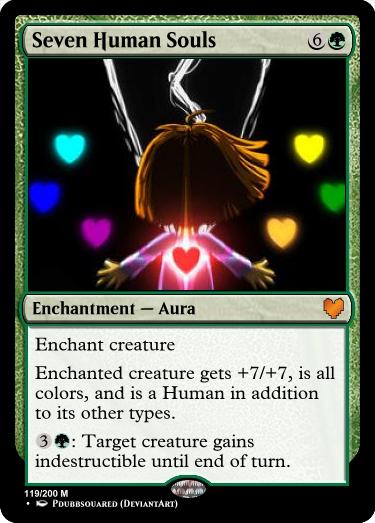 Seven Human Souls 6
Enchantment — Aura
Enchant creature
Enchanted creature gets +7/+7, is all
colors, and is a Human in addition
to its other types.
3: Target creature gains
indestructible until end of turn.
119/200 M
• Pdubbsquared (DeviantArt)